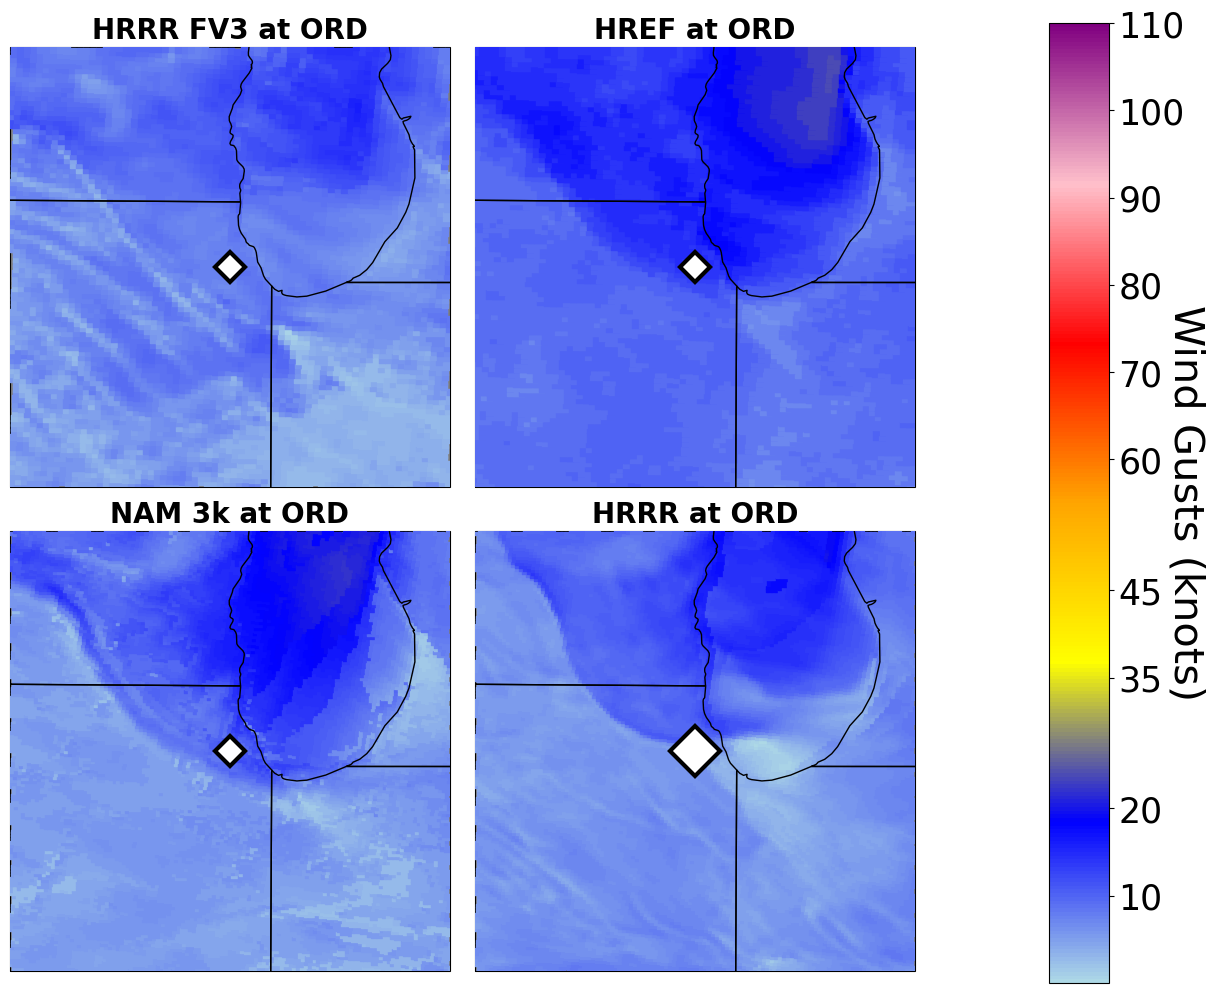 HRRR FV3 at ORD
HREF at ORD
NAM 3k at ORD
HRRR at ORD
110
100
90
80
70
60
45
35
20
10
Wind Gusts (knots)